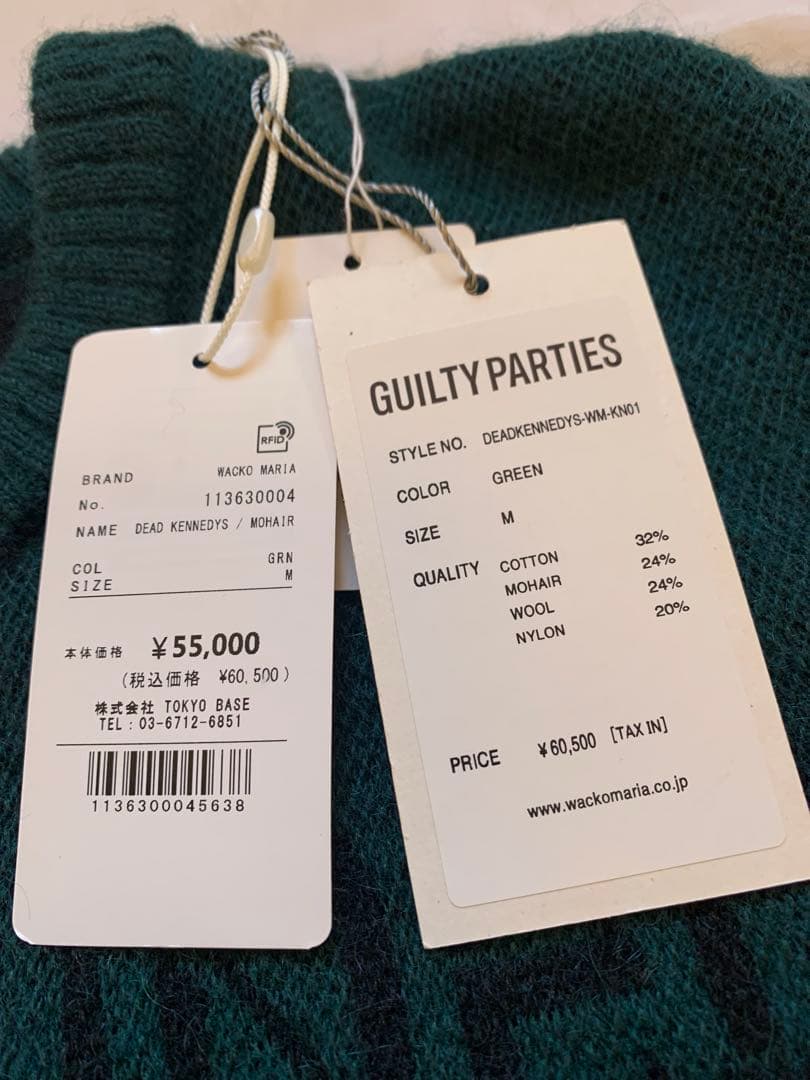 RFID
BRAND WACKO MARIA
No. 113630004
NAME DEAD KENNEDYS / MOHAIR
COL GRN
SIZE M
本体価格 ¥55,000
(税込価格 ¥60,500)
株式会社 TOKYO BASE
TEL:03-6712-6851
1136300045638
GUILTY PARTIES
STYLE NO. DEADKENNEDYS-WM-KN01
COLOR GREEN
SIZE M
QUALITY COTTON 32%
MOHAIR 24%
WOOL 24%
NYLON 20%
PRICE ¥60,500 [TAX IN]
www.wackomaria.co.jp